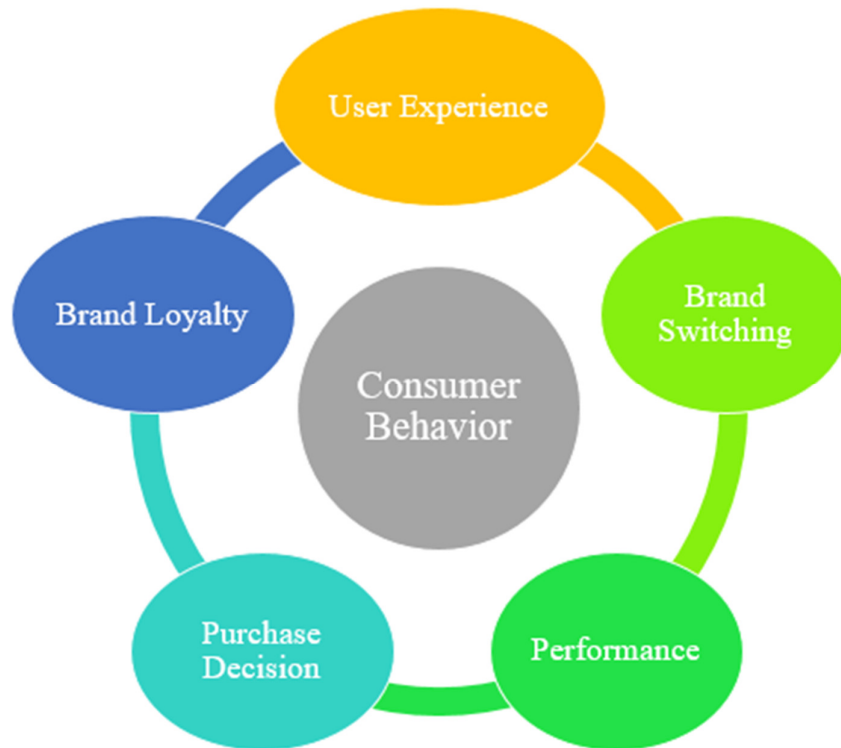 User Experience
Brand
Switching
Performance
Purchase
Decision
Brand Loyalty
Consumer
Behavior